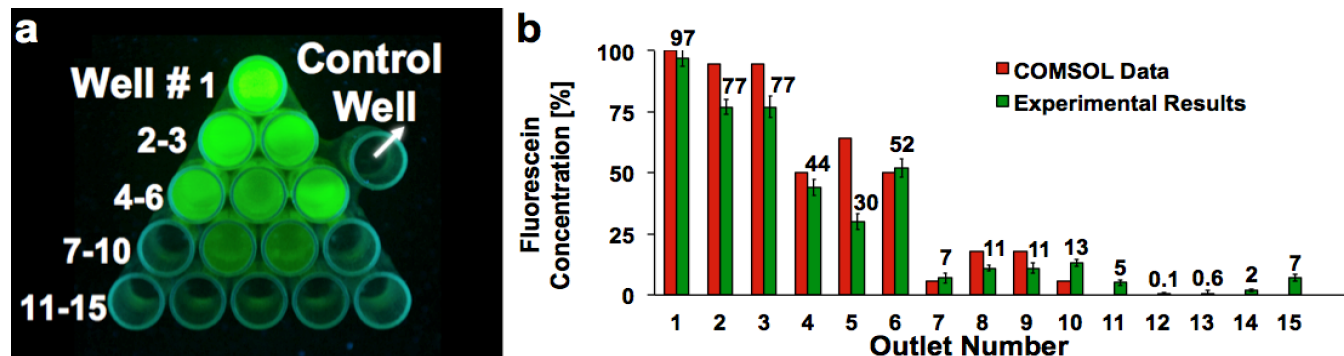 a
Well # 1
Control
Well
2-3
4-6
7-10
11-15
b
Fluorescein
Concentration [%]
100
75
50
25
0
COMSOL Data
Experimental Results
97
77
77
44
30
52
7
11
11
13
5
0.1
0.6
2
7
1 2 3 4 5 6 7 8 9 10 11 12 13 14 15
Outlet Number